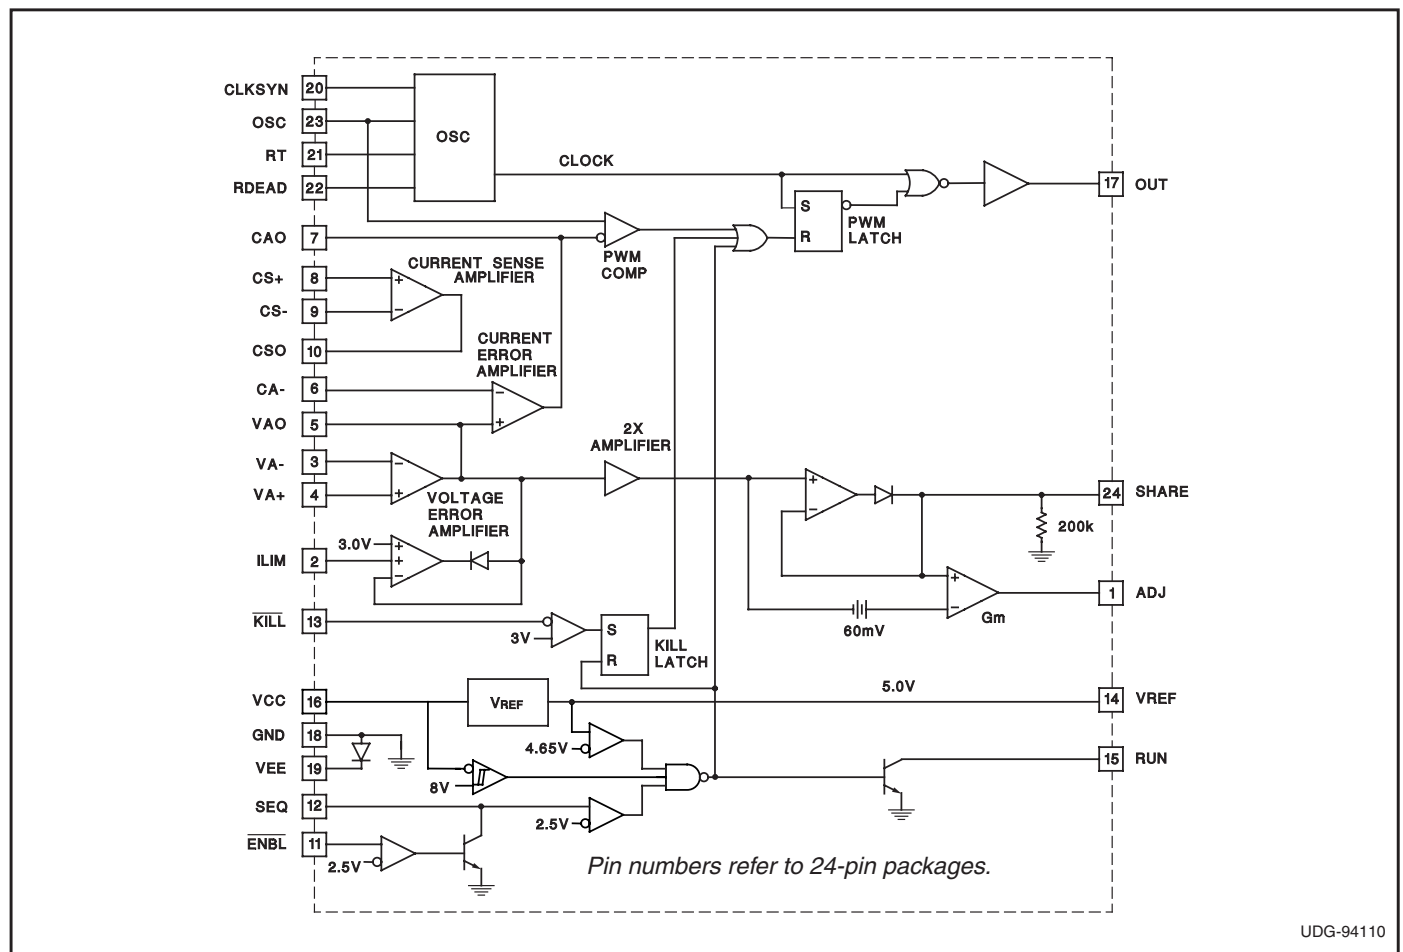 CLKSYN 20
OSC 23
RT 21
RDEAD 22
OSC
CLOCK
17 OUT
S
R
PWM
LATCH
CAO 7
PWM
COMP
CS+ 8
CS- 9
CURRENT SENSE
AMPLIFIER
+
−
CSO 10
CURRENT
ERROR
AMPLIFIER
CA- 6
VAO 5
−
+
VA- 3
VA+ 4
−
+
VOLTAGE
ERROR
AMPLIFIER
2X
AMPLIFIER
+
−
24 SHARE
200k
ILIM 2
3.0V
+
+
−
+
−
Gm
60mV
1 ADJ
KILL 13
3V
S
R
KILL
LATCH
VCC 16
VREF
5.0V
14 VREF
GND 18
VEE 19
4.65V
8V
15 RUN
SEQ 12
2.5V
ENBL 11
2.5V
Pin numbers refer to 24-pin packages.
UDG-94110